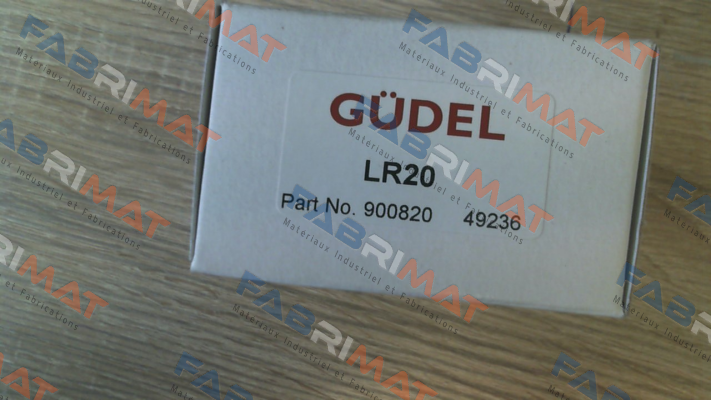 GÜDEL
LR20
Part No. 900820 49236
FABRIMAT
Materiaux Industriel et Fabrications